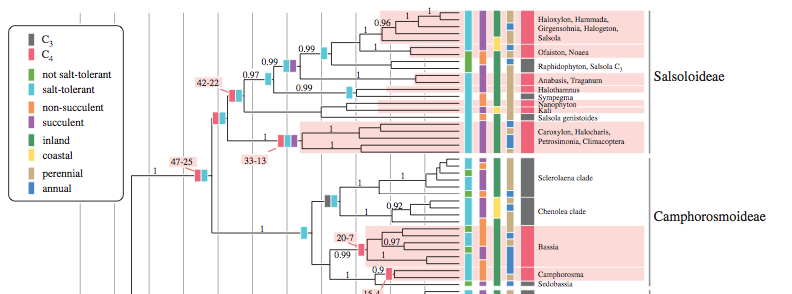 C3
C4
not salt-tolerant
salt-tolerant
non-succulent
succulent
inland
coastal
perennial
annual
1
0.96
1
1
0.99
1
0.99
0.97
1
0.99
42-22
1
33-13
47-25
1
1
1
1
0.92
1
20-7
1
0.97
0.99
0.9
1
15-4
Haloxylon, Hammada,
Girgensohnia, Halogeton,
Salsola
Ofaiston, Noaea
Raphidophyton, Salsola C3
Anabasis, Traganum
Halothamnus
Sympegma
Nanophyton
Kali
Salsola genistoides
Caroxylon, Halocharis,
Petrosimonia, Climacoptera
Salsoloideae
Sclerolaena clade
Chenolea clade
Bassia
Camphorosma
Sedobassia
Camphorosmoideae